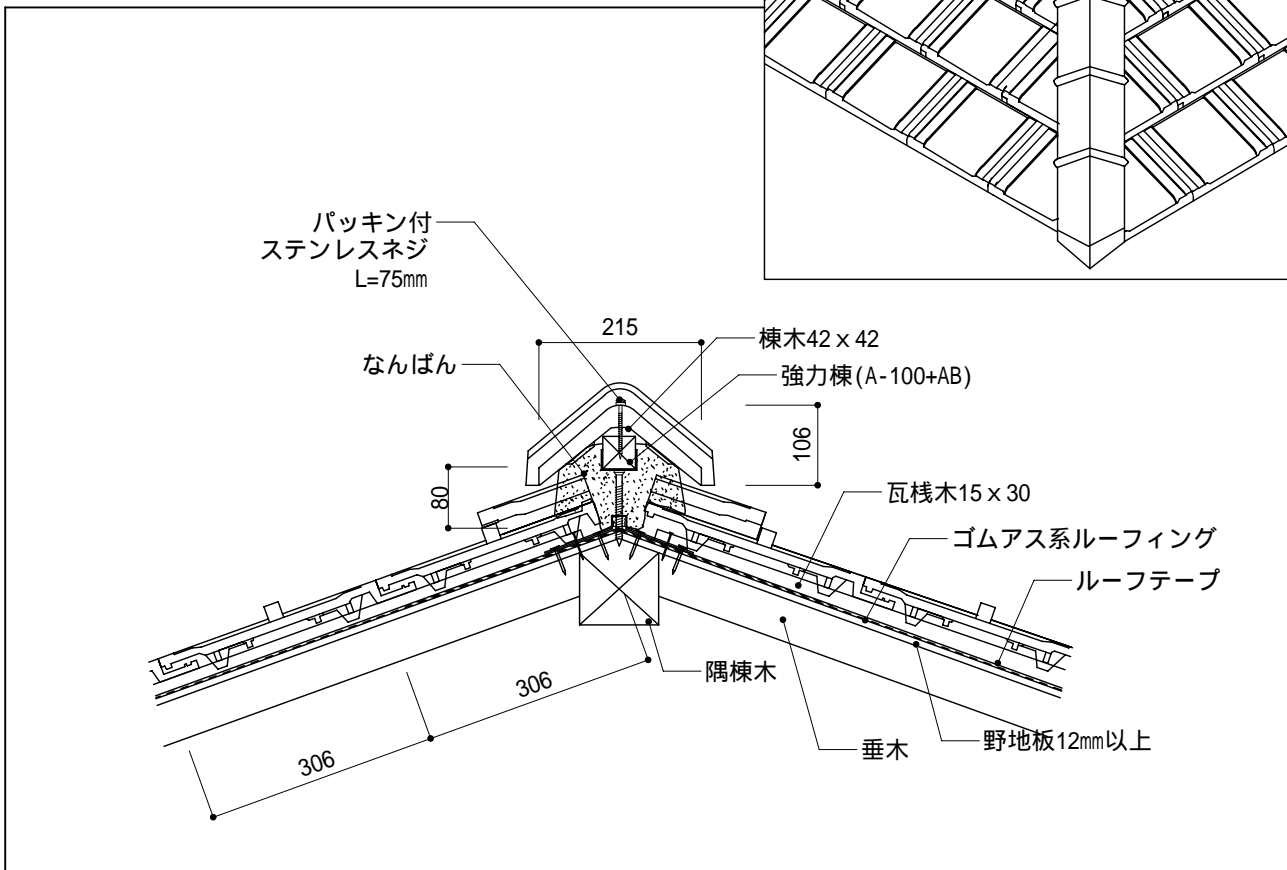 パッキン付
ステンレスネジ
L=75㎜
215
棟木42×42
なんばん
強力棟(A-100+AB)
106
80
瓦桟木15×30
ゴムアス系ルーフィング
ルーフテープ
隅棟木
306
垂木
野地板12㎜以上
306